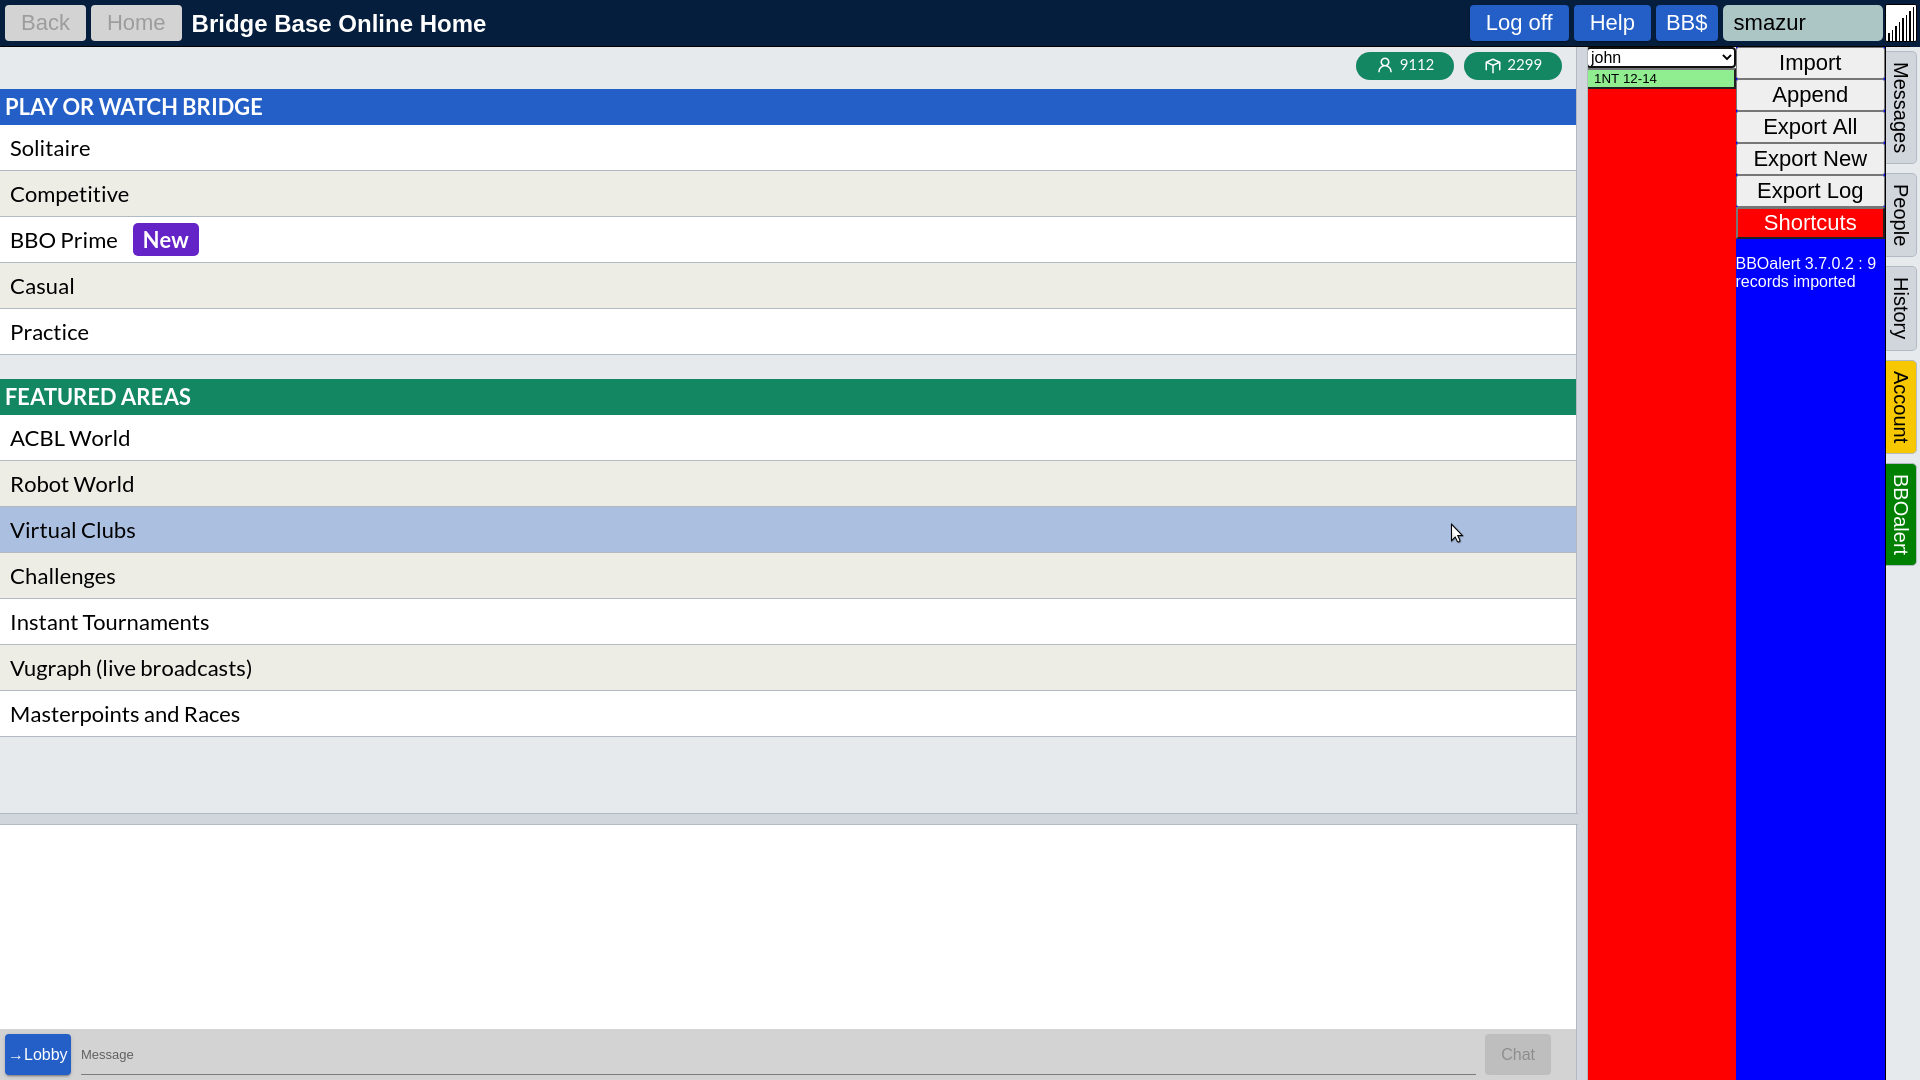 Back Home Bridge Base Online Home Log off Help BB$ smazur
9112 2299
PLAY OR WATCH BRIDGE
Solitaire
Competitive
BBO Prime New
Casual
Practice
FEATURED AREAS
ACBL World
Robot World
Virtual Clubs
Challenges
Instant Tournaments
Vugraph (live broadcasts)
Masterpoints and Races
→Lobby Message Chat
john
1NT 12-14
Import
Append
Export All
Export New
Export Log
Shortcuts
BBOalert 3.7.0.2 : 9
records imported
Messages
People
History
Account
BBOalert